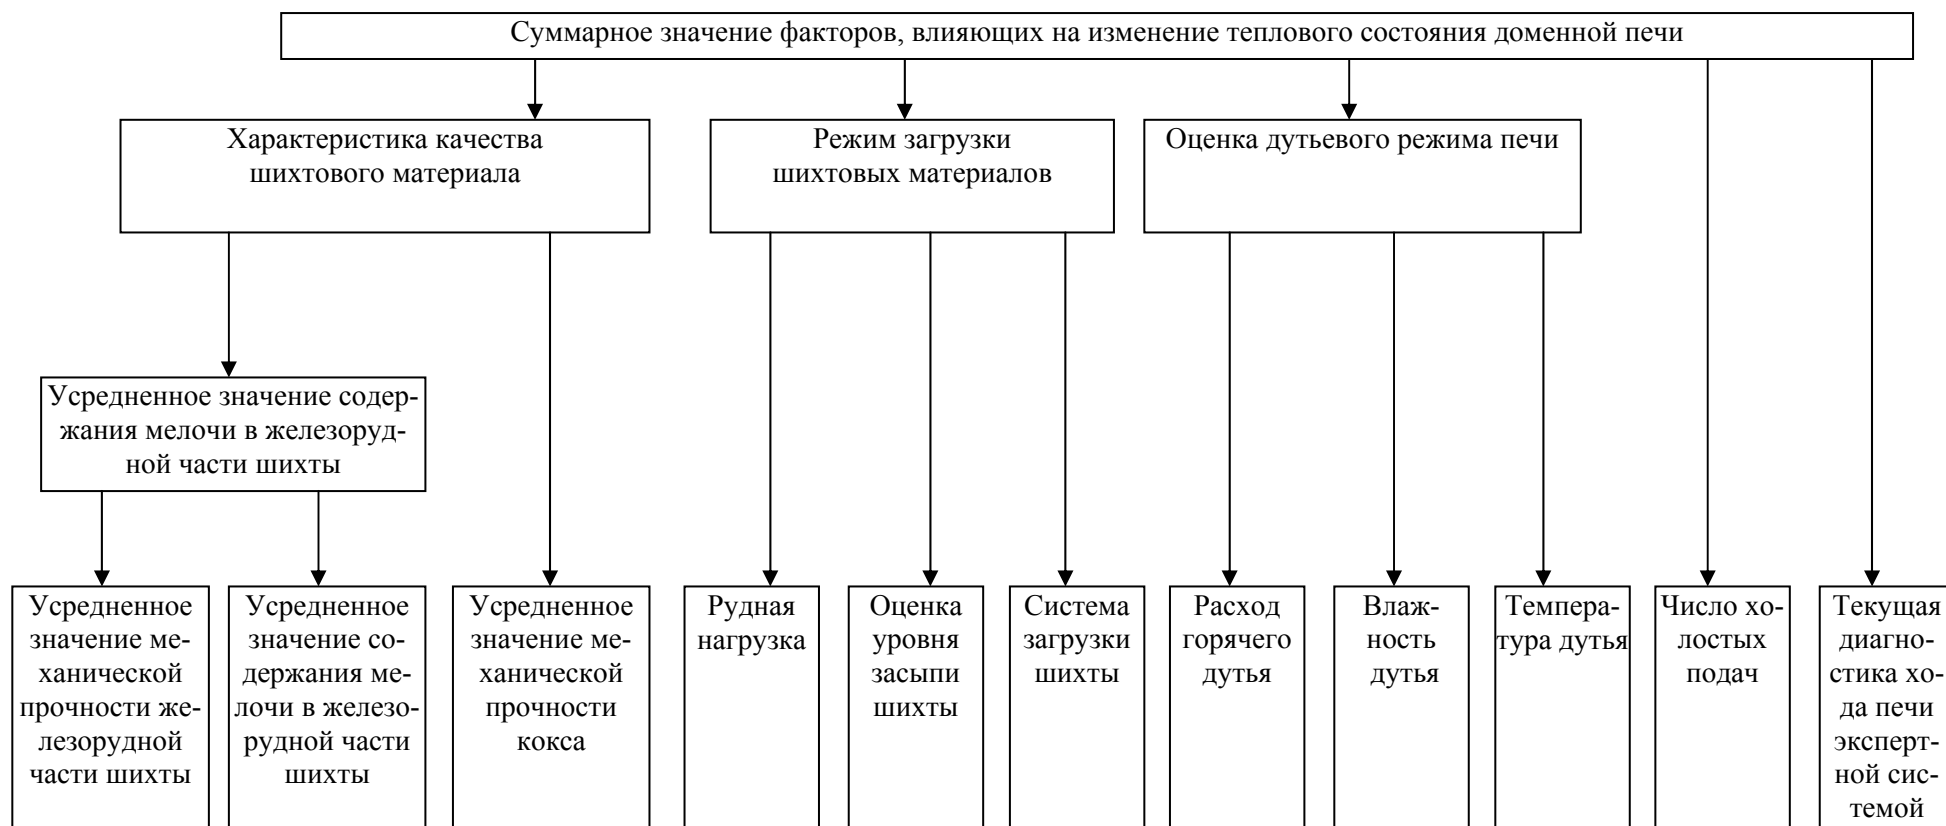 Суммарное значение факторов, влияющих на изменение теплового состояния доменной печи
Характеристика качества
шихтового материала
Режим загрузки
шихтовых материалов
Оценка дутьевого режима печи
Усредненное значение содер-
жания мелочи в железоруд-
ной части шихты
Усредненное
значение ме-
ханической
прочности же-
лезорудной
части шихты
Усредненное
значение со-
держания ме-
лочи в железо-
рудной части
шихты
Усредненное
значение ме-
ханической
прочности
кокса
Рудная
нагрузка
Оценка
уровня
засыпи
шихты
Система
загрузки
шихты
Расход
горячего
дутья
Влаж-
ность
дутья
Темпера-
тура дутья
Число хо-
лостых
подач
Текущая
диагно-
стика хо-
да печи
эксперт-
ной сис-
темой